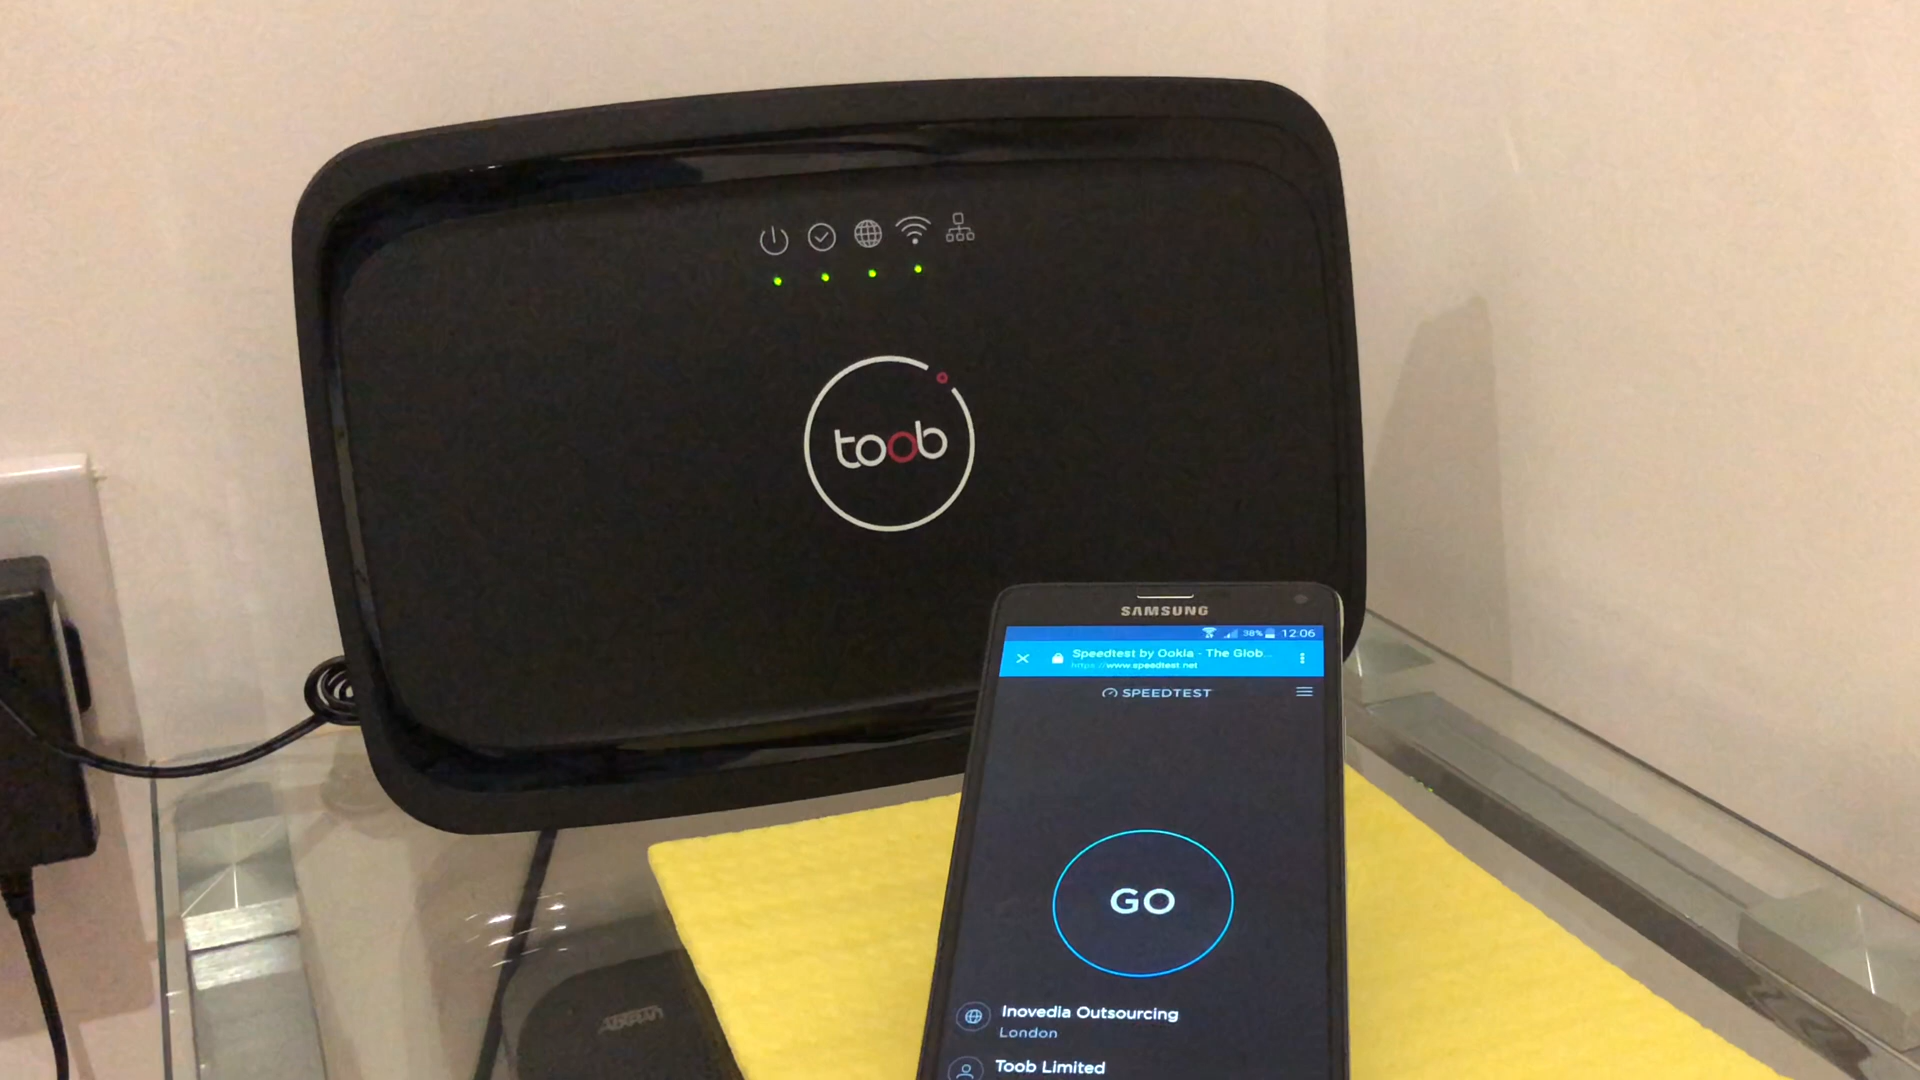 toob
SAMSUNG
38% 12:06
Speedtest by Ookla - The Glob...
https://www.speedtest.net
SPEEDTEST
GO
Inovedia Outsourcing
London
Toob Limited